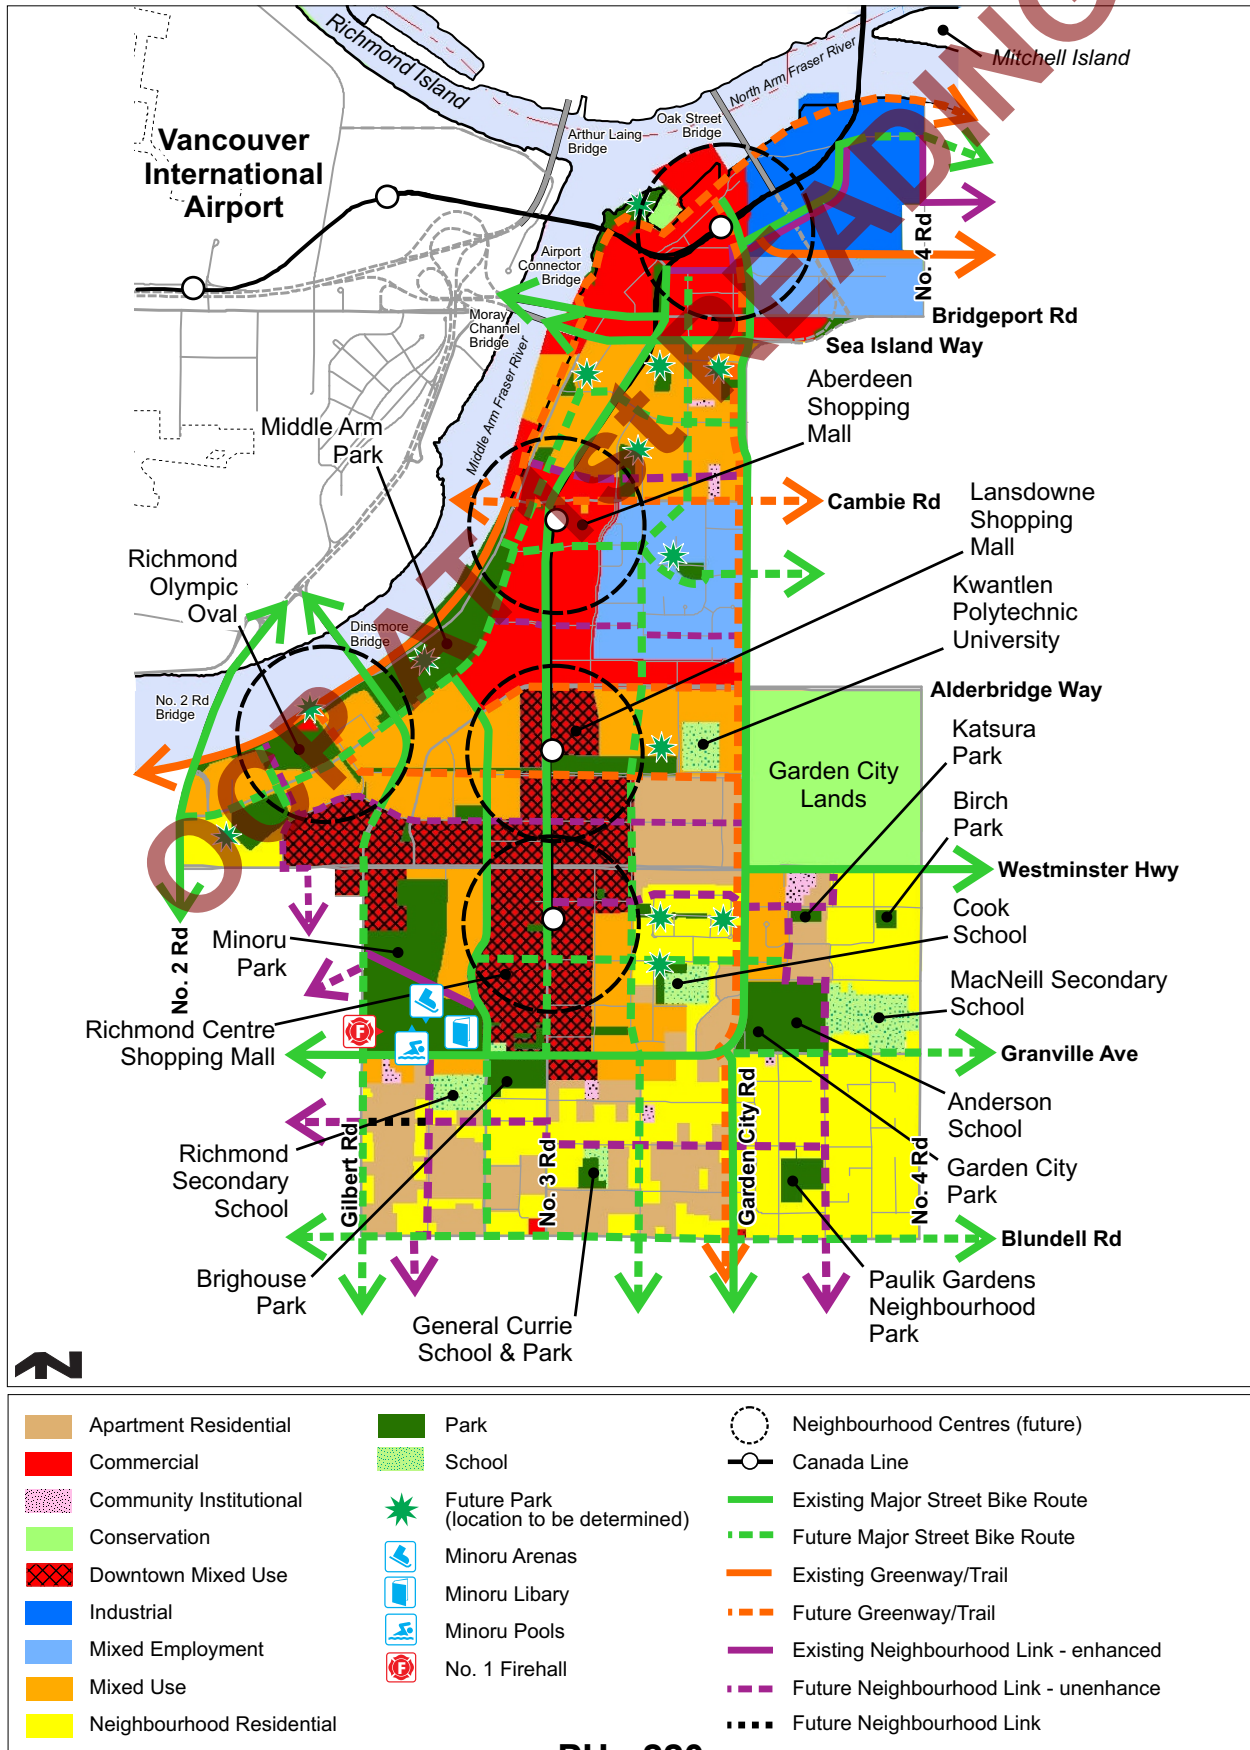 Richmond Island
Mitchell Island
North Arm Fraser River
Oak Street
Bridge
Arthur Laing
Bridge
Vancouver
International
Airport
No. 4 Rd
Airport
Connector
Bridge
Bridgeport Rd
Moray
Channel
Bridge
Sea Island Way
Middle Arm Fraser River
Aberdeen
Shopping
Mall
Middle Arm
Park
Cambie Rd
Lansdowne
Shopping
Mall
Richmond
Olympic
Oval
Kwantlen
Polytechnic
University
Dinsmore
Bridge
No. 2 Rd
Bridge
Alderbridge Way
Katsura
Park
Garden City
Lands
Birch
Park
Westminster Hwy
Cook
School
Minoru
Park
No. 2 Rd
MacNeill Secondary
School
Richmond Centre
Shopping Mall
Granville Ave
Anderson
School
Gilbert Rd
No. 3 Rd
Garden City Rd
No. 4 Rd
Richmond
Secondary
School
Garden City
Park
Blundell Rd
Brighouse
Park
Paulik Gardens
Neighbourhood
Park
General Currie
School & Park
OCP AT 1st READING
N
Apartment Residential
Commercial
Community Institutional
Conservation
Downtown Mixed Use
Industrial
Mixed Employment
Mixed Use
Neighbourhood Residential
Park
School
Future Park
(location to be determined)
Minoru Arenas
Minoru Libary
Minoru Pools
F
No. 1 Firehall
Neighbourhood Centres (future)
Canada Line
Existing Major Street Bike Route
Future Major Street Bike Route
Existing Greenway/Trail
Future Greenway/Trail
Existing Neighbourhood Link - enhanced
Future Neighbourhood Link - unenhance
Future Neighbourhood Link